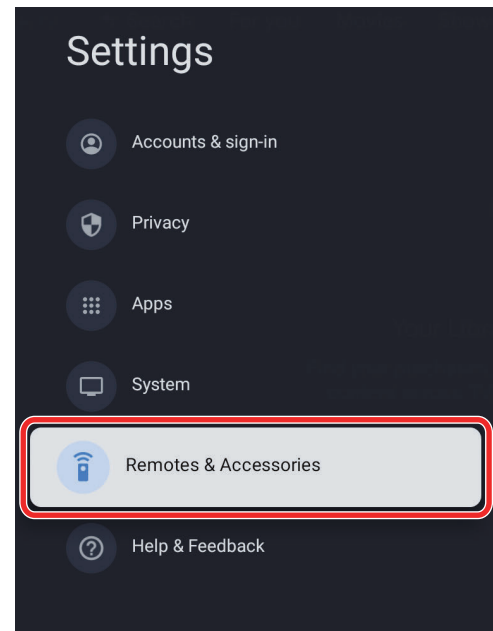 Settings
Accounts & sign-in
Privacy
Apps
System
Remotes & Accessories
Help & Feedback